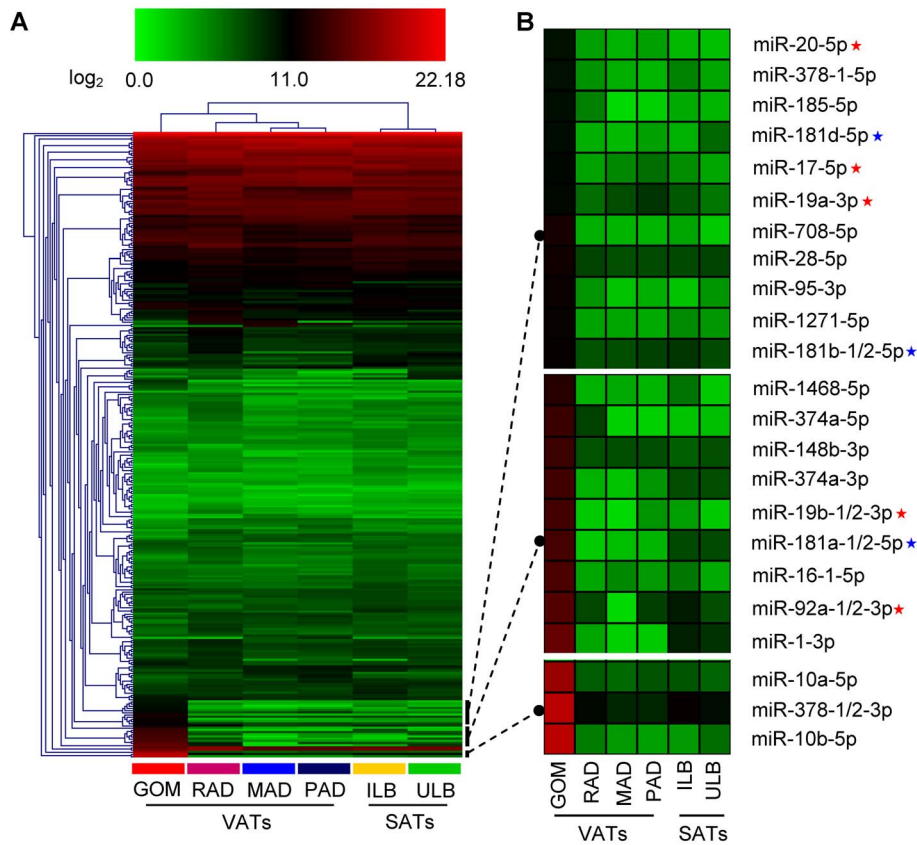 A
log2
0.0
11.0
22.18
GOM
RAD
MAD
PAD
ILB
ULB
VATs
SATs
B
miR-20-5p★
miR-378-1-5p
miR-185-5p
miR-181d-5p★
miR-17-5p★
miR-19a-3p★
miR-708-5p
miR-28-5p
miR-95-3p
miR-1271-5p
miR-181b-1/2-5p★
miR-1468-5p
miR-374a-5p
miR-148b-3p
miR-374a-3p
miR-19b-1/2-3p★
miR-181a-1/2-5p★
miR-16-1-5p
miR-92a-1/2-3p★
miR-1-3p
miR-10a-5p
miR-378-1/2-3p
miR-10b-5p
GOM
RAD
MAD
PAD
ILB
ULB
VATs
SATs